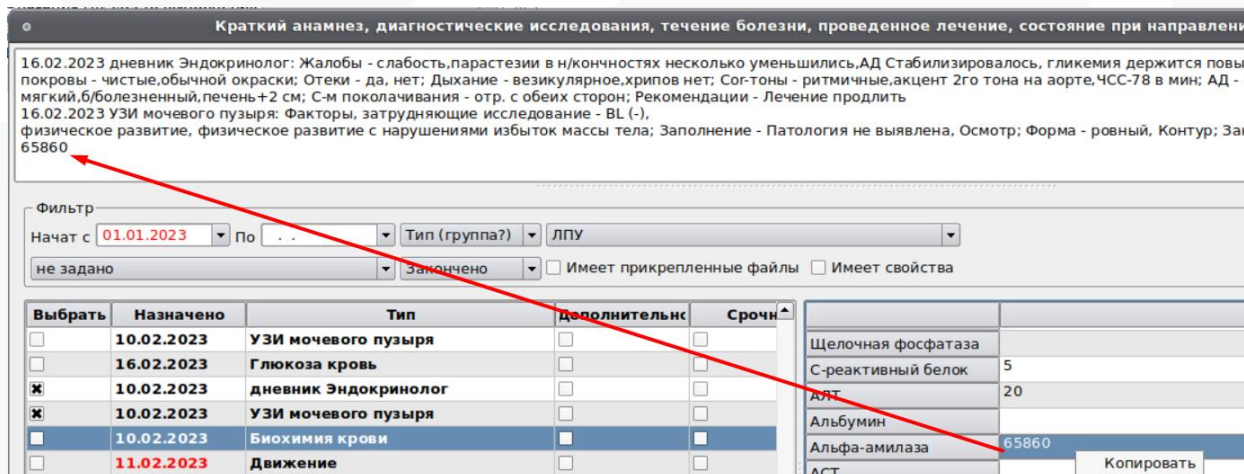 Краткий анамнез, диагностические исследования, течение болезни, проведенное лечение, состояние при направлени
16.02.2023 дневник Эндокринолог: Жалобы - слабость,парастезии в н/кончностях несколько уменьшились,АД Стабилизировалось, гликемия держится повы
покровы - чистые,обычной окраски; Отеки - да, нет; Дыхание - везикулярное,хрипов нет; Cor-тоны - ритмичные,акцент 2го тона на аорте,ЧСС-78 в мин; АД -
мягкий,б/болезненный,печень+2 см; С-м поколачивания - отр. с обеих сторон; Рекомендации - Лечение продлить
16.02.2023 УЗИ мочевого пузыря: Факторы, затрудняющие исследование - BL (-),
физическое развитие, физическое развитие с нарушениями избыток массы тела; Заполнение - Патология не выявлена, Осмотр; Форма - ровный, Контур; Зак
65860
Фильтр
Начат с 01.01.2023 По . . Тип (группа?) ЛПУ
не задано Закончено Имеет прикрепленные файлы Имеет свойства
Выбрать Назначено Тип Дополнительнс Срочн
10.02.2023 УЗИ мочевого пузыря
16.02.2023 Глюкоза кровь
10.02.2023 дневник Эндокринолог
10.02.2023 УЗИ мочевого пузыря
10.02.2023 Биохимия крови
11.02.2023 Движение
Щелочная фосфатаза
С-реактивный белок 5
АЛТ 20
Альбумин
Альфа-амилаза 65860
АСТ
Копировать